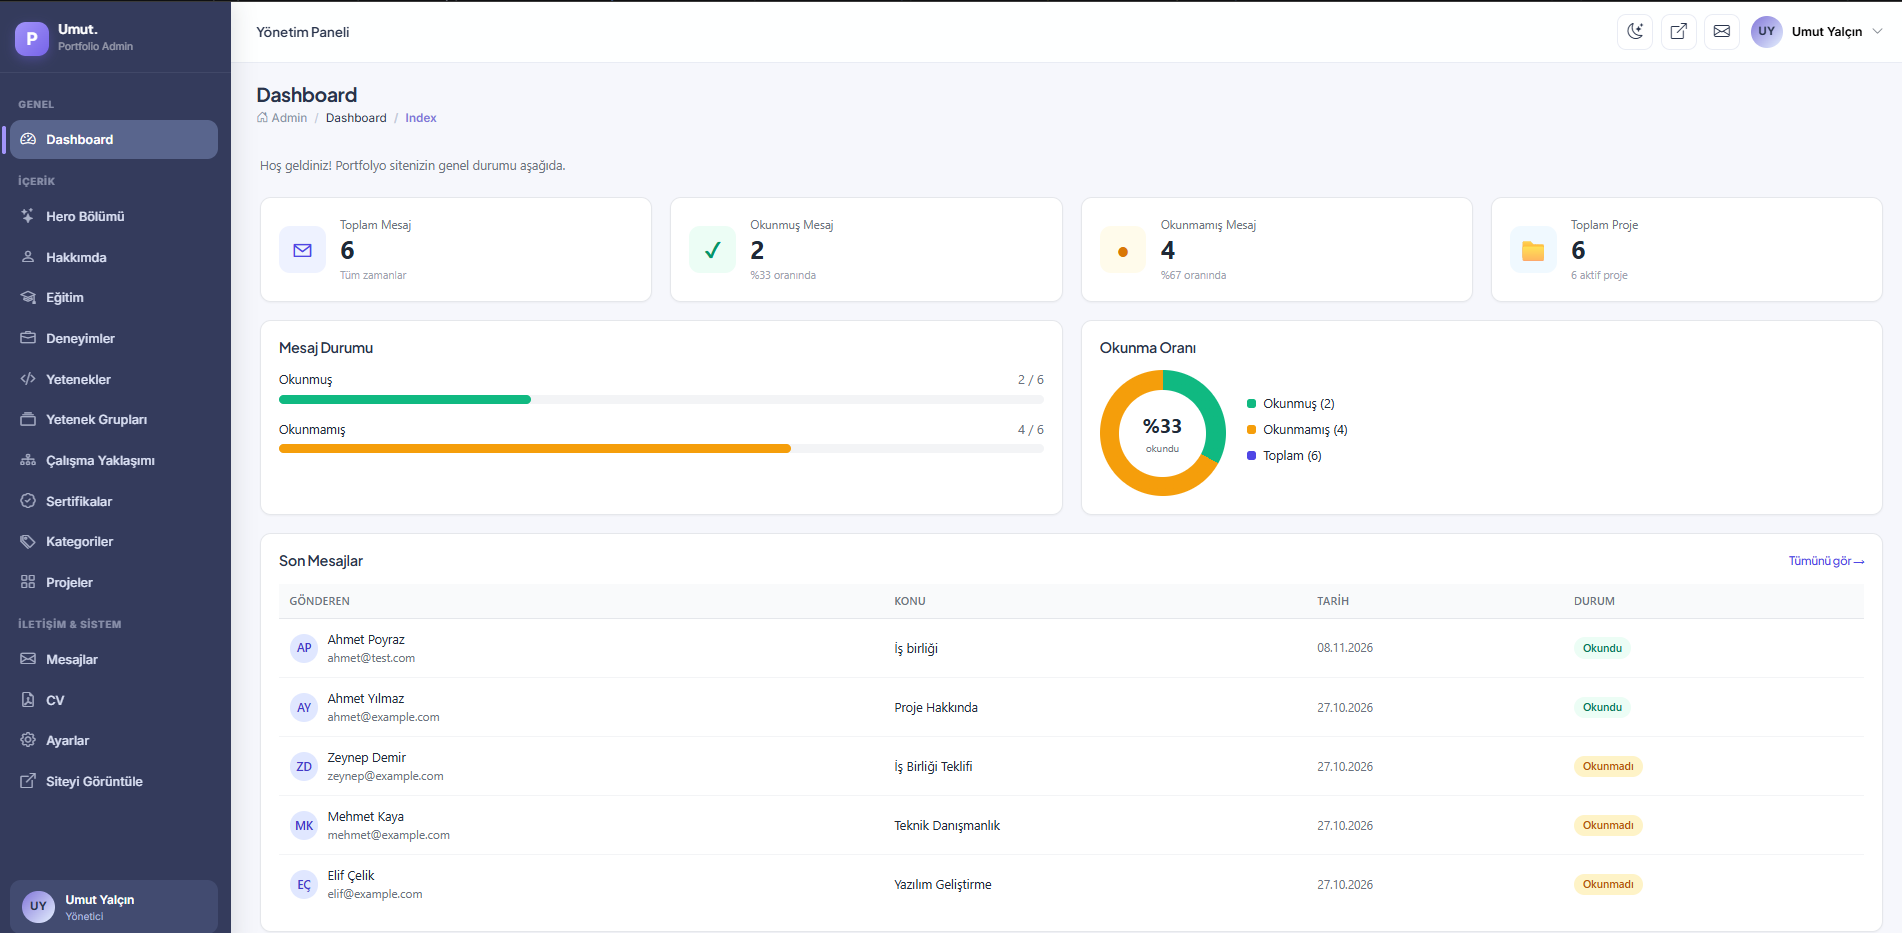 P
Umut.
Portfolio Admin
GENEL
Dashboard
İÇERİK
Hero Bölümü
Hakkımda
Eğitim
Deneyimler
Yetenekler
Yetenek Grupları
Çalışma Yaklaşımı
Sertifikalar
Kategoriler
Projeler
İLETİŞİM & SİSTEM
Mesajlar
CV
Ayarlar
Siteyi Görüntüle
UY
Umut Yalçın
Yönetici
Yönetim Paneli
UY Umut Yalçın
Dashboard
Admin / Dashboard / Index
Hoş geldiniz! Portfolyo sitenizin genel durumu aşağıda.
Toplam Mesaj
6
Tüm zamanlar
Okunmuş Mesaj
2
%33 oranında
Okunmamış Mesaj
4
%67 oranında
Toplam Proje
6
6 aktif proje
Mesaj Durumu
Okunmuş 2 / 6
Okunmamış 4 / 6
Okunma Oranı
%33
okundu
Okunmuş (2)
Okunmamış (4)
Toplam (6)
Son Mesajlar Tümünü gör→
GÖNDEREN KONU TARİH DURUM
AP Ahmet Poyraz
ahmet@test.com
İş birliği 08.11.2026 Okundu
AY Ahmet Yılmaz
ahmet@example.com
Proje Hakkında 27.10.2026 Okundu
ZD Zeynep Demir
zeynep@example.com
İş Birliği Teklifi 27.10.2026 Okunmadı
MK Mehmet Kaya
mehmet@example.com
Teknik Danışmanlık 27.10.2026 Okunmadı
EÇ Elif Çelik
elif@example.com
Yazılım Geliştirme 27.10.2026 Okunmadı